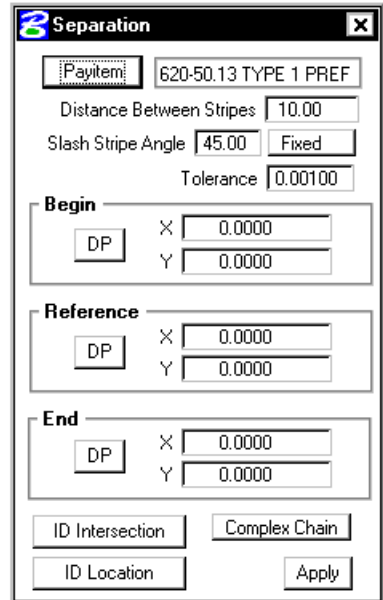 Separation
Payitem 620-50.13 TYPE 1 PREF
Distance Between Stripes 10.00
Slash Stripe Angle 45.00 Fixed
Tolerance 0.00100
Begin
DP X 0.0000
Y 0.0000
Reference
DP X 0.0000
Y 0.0000
End
DP X 0.0000
Y 0.0000
ID Intersection Complex Chain
ID Location Apply